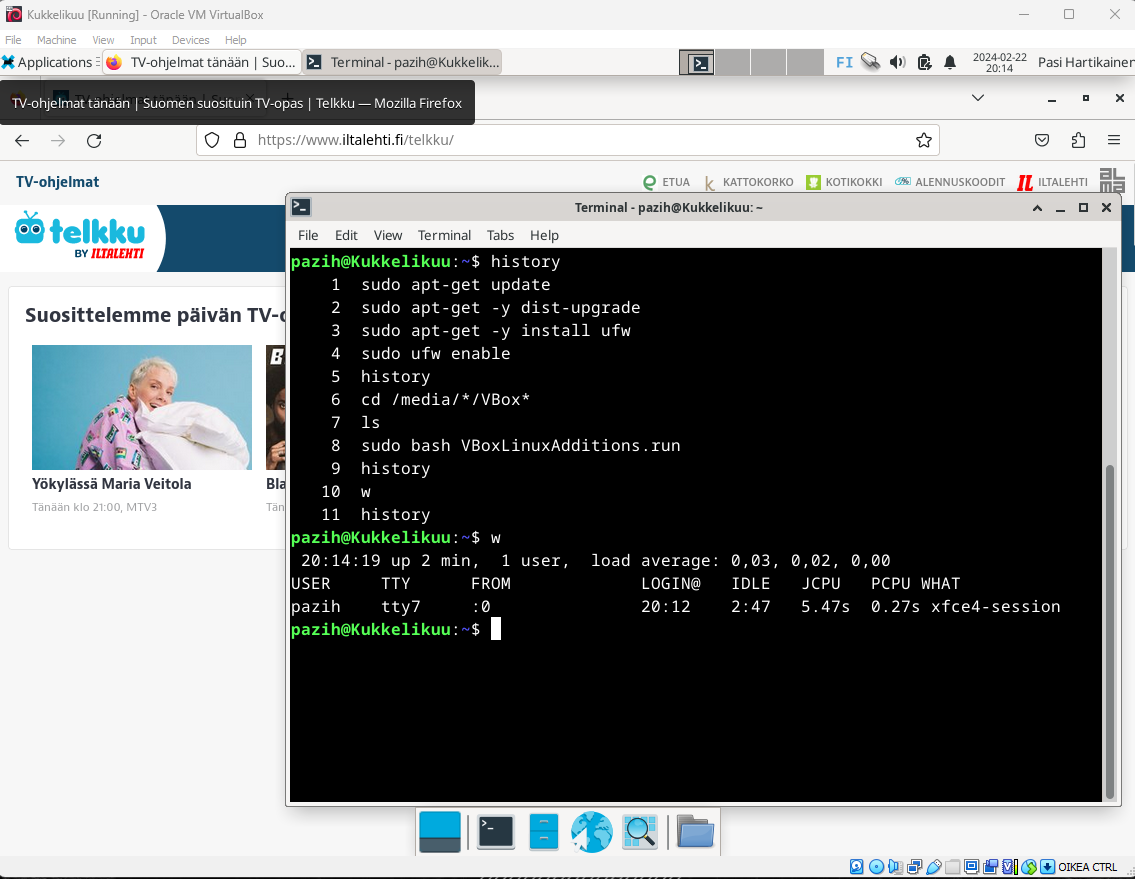 Kukkelikuu [Running] - Oracle VM VirtualBox
File Machine View Input Devices Help
Applications TV-ohjelmat tänään | Suo... Terminal - pazih@Kukkelik... FI 2024-02-22 Pasi Hartikainen
20:14
TV-ohjelmat tänään | Suomen suosituin TV-opas | Telkku — Mozilla Firefox
https://www.iltalehti.fi/telkku/
TV-ohjelmat ETUA KATTOKORKO KOTIKOKKI ALENNUSKOODIT IL ILTALEHTI ALMA
telkku
BY ILTALEHTI
Suosittelemme päivän TV-o
Yökylässä Maria Veitola
Tänään klo 21:00, MTV3
Bla
Tän
Terminal - pazih@Kukkelikuu: ~
File Edit View Terminal Tabs Help
pazih@Kukkelikuu:~$ history
1 sudo apt-get update
2 sudo apt-get -y dist-upgrade
3 sudo apt-get -y install ufw
4 sudo ufw enable
5 history
6 cd /media/*/VBox*
7 ls
8 sudo bash VBoxLinuxAdditions.run
9 history
10 w
11 history
pazih@Kukkelikuu:~$ w
20:14:19 up 2 min, 1 user, load average: 0,03, 0,02, 0,00
USER TTY FROM LOGIN@ IDLE JCPU PCPU WHAT
pazih tty7 :0 20:12 2:47 5.47s 0.27s xfce4-session
pazih@Kukkelikuu:~$
OIKEA CTRL